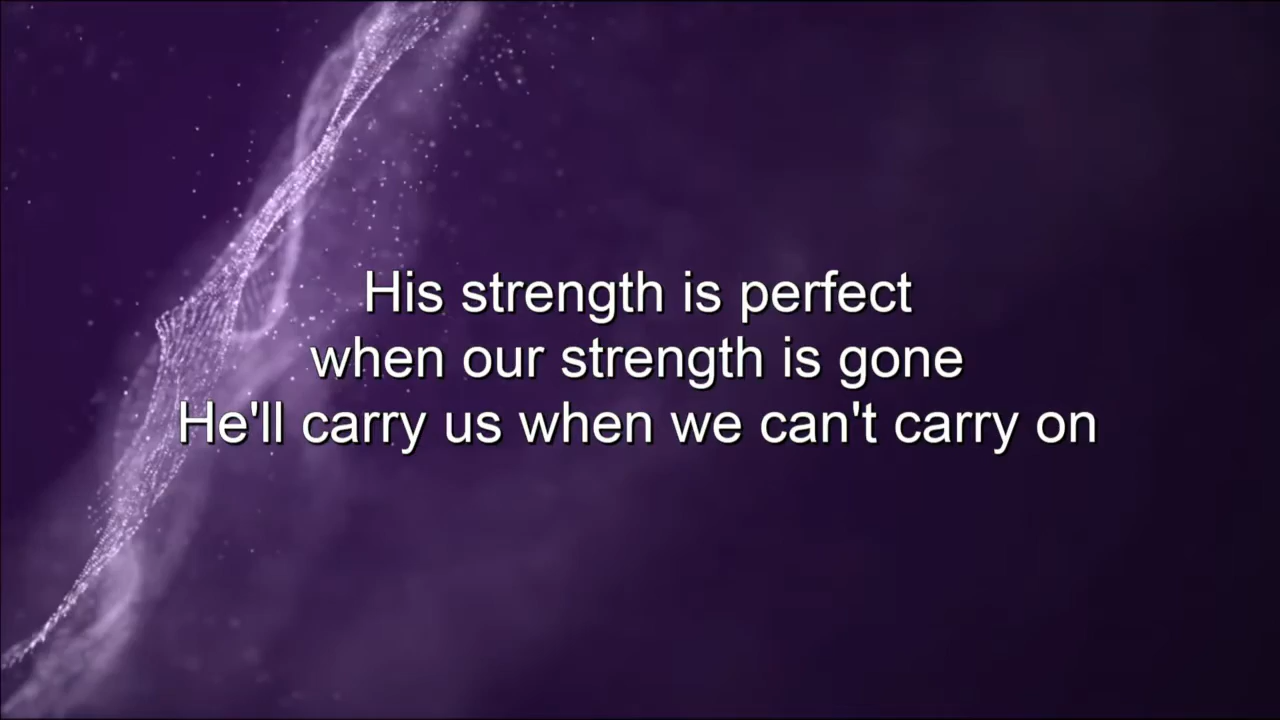 His strength is perfect
when our strength is gone
He'll carry us when we can't carry on